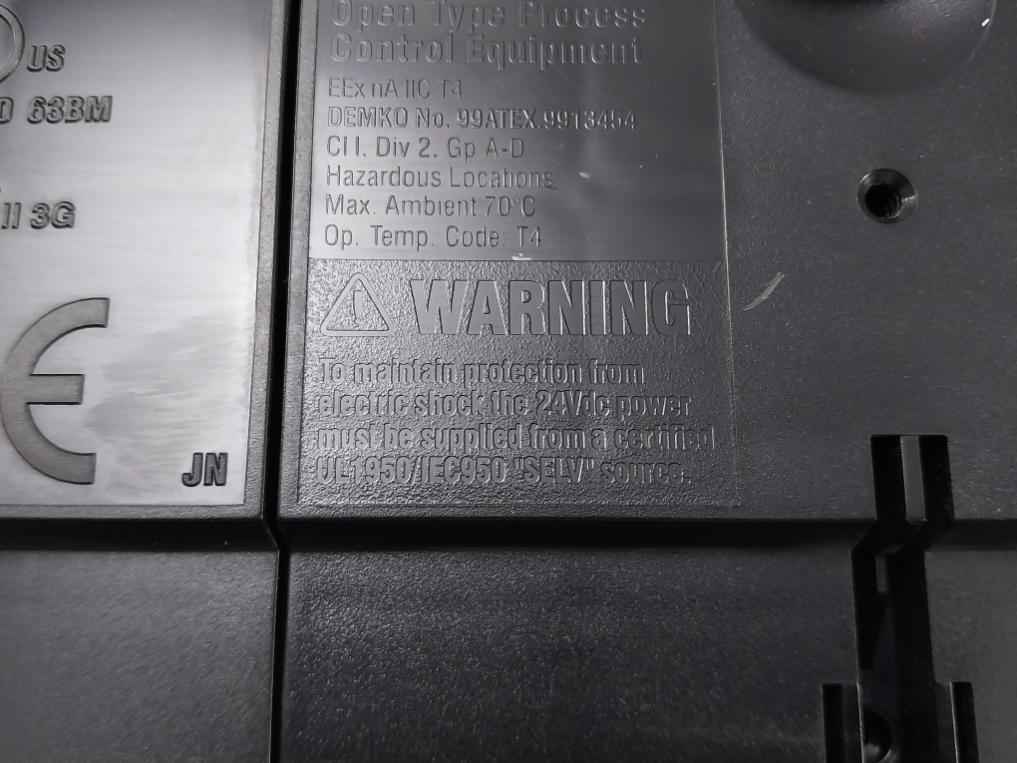 US
63BM
II 3G
CE
JN
Open Type Process
Control Equipment
EEx nA IIC T4
DEMKO No. 99ATEX.9913454
Cl I. Div 2. Gp A-D
Hazardous Locations
Max. Ambient 70°C
Op. Temp. Code: T4
WARNING
To maintain protection from
electric shock the 24Vdc power
must be supplied from a certified
UL1950/IEC950 "SELV" source.